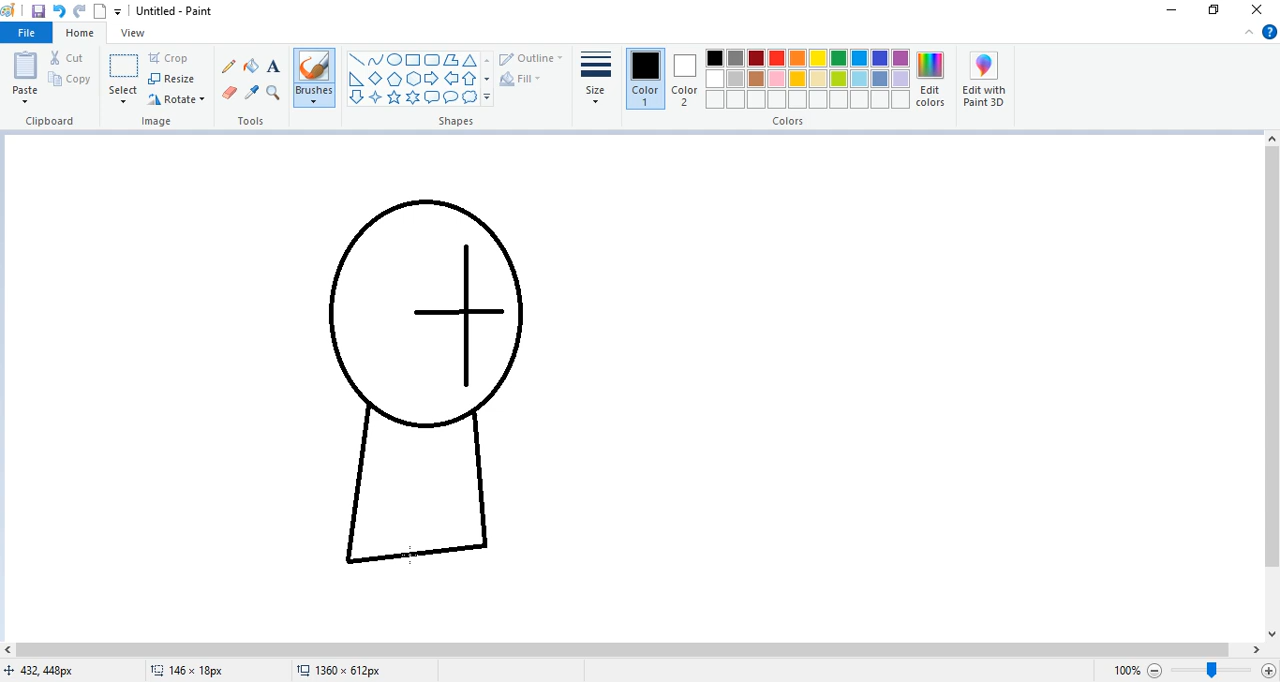 Untitled - Paint
File Home View
Paste Cut Copy Clipboard
Select Crop Resize Rotate Image
A Tools
Brushes
Outline Fill Shapes
Size
Color 1 Color 2 Edit colors Colors
Edit with Paint 3D
432, 448px 146 × 18px 1360 × 612px 100%